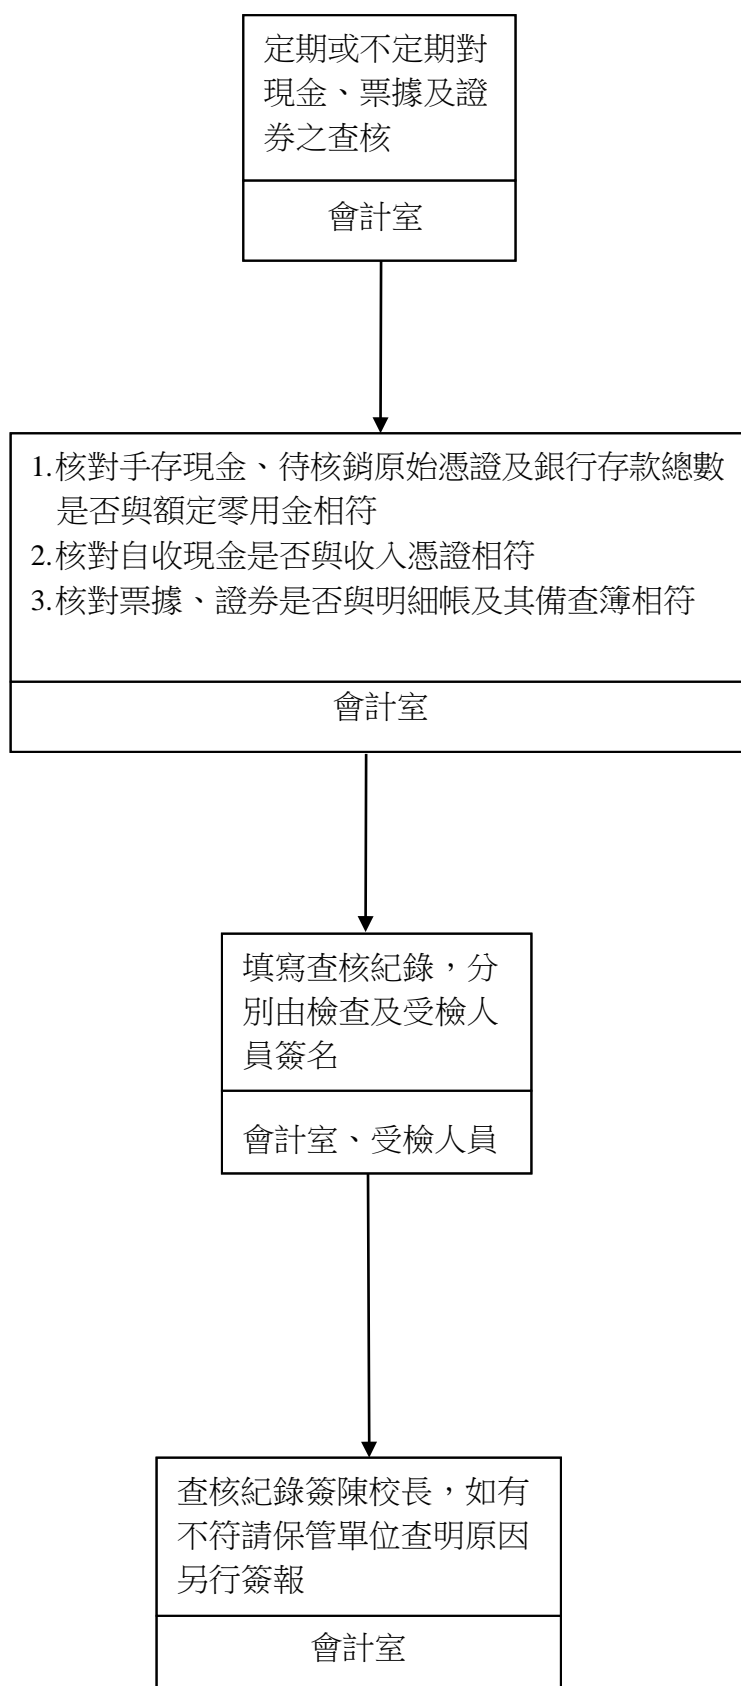 定期或不定期對
現金、票據及證
券之查核
會計室
1.核對手存現金、待核銷原始憑證及銀行存款總數
是否與額定零用金相符
2.核對自收現金是否與收入憑證相符
3.核對票據、證券是否與明細帳及其備查簿相符
會計室
填寫查核紀錄，分
別由檢查及受檢人
員簽名
會計室、受檢人員
查核紀錄簽陳校長，如有
不符請保管單位查明原因
另行簽報
會計室